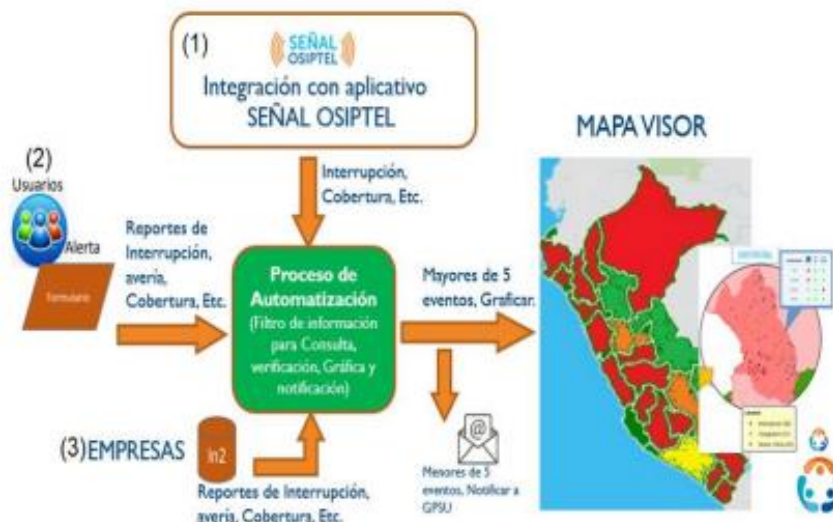 (1)
SEÑAL
OSIPTEL
Integración con aplicativo
SEÑAL OSIPTEL
MAPA VISOR
(2)
Usuarios
Alerta
Formulario
Reportes de
Interrupción,
avería,
Cobertura, Etc.
Interrupción,
Cobertura, Etc.
Proceso de
Automatización
(Filtro de información
para Consulta,
verificación, Gráfica y
notificación)
Mayores de 5
eventos, Graficar.
(3) EMPRESAS
In2
Reportes de Interrupción,
avería, Cobertura, Etc.
@
Menores de 5
eventos, Notificar a
GPSU